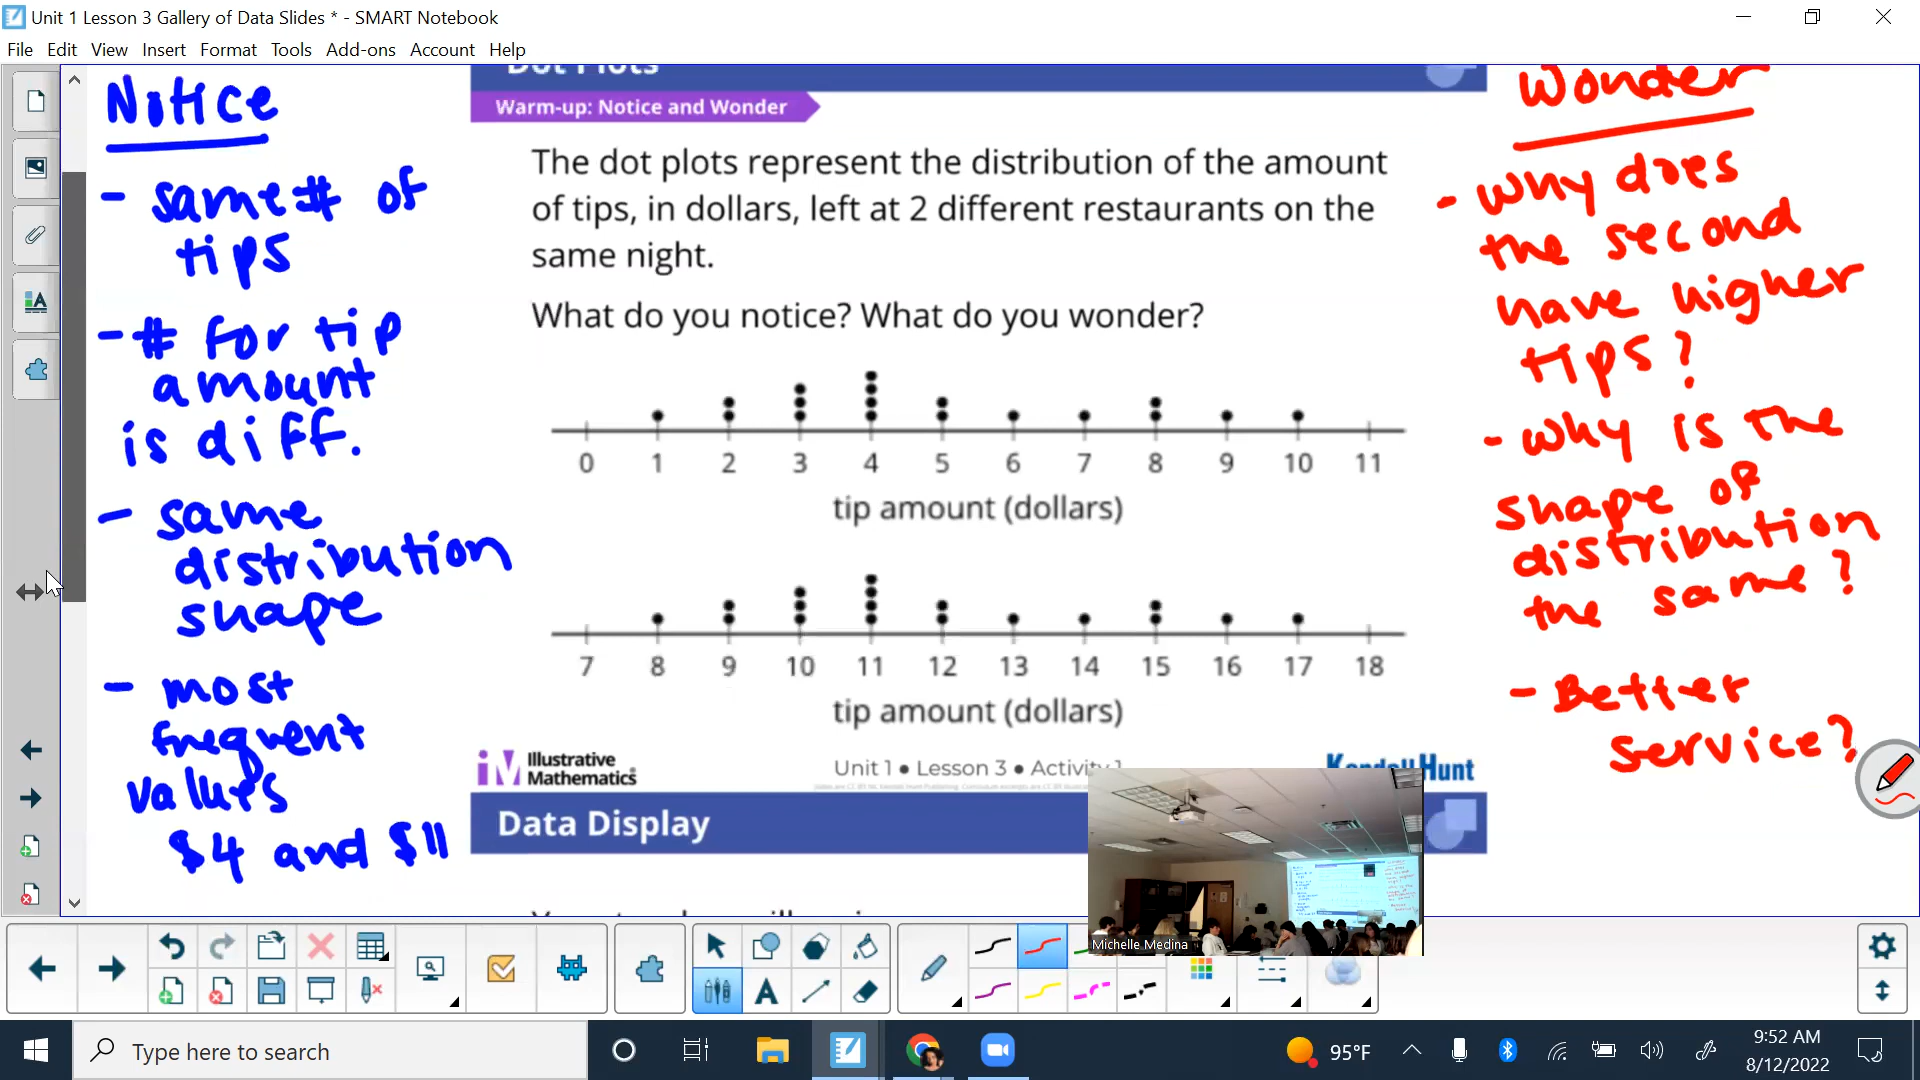 Unit 1 Lesson 3 Gallery of Data Slides * - SMART Notebook
File Edit View Insert Format Tools Add-ons Account Help
Notice
- same # of
tips
- # for tip
amount
is diff.
- same
distribution
shape
- most
frequent
values
$4 and $11
Dot Plots
Warm-up: Notice and Wonder
The dot plots represent the distribution of the amount
of tips, in dollars, left at 2 different restaurants on the
same night.
What do you notice? What do you wonder?
0 1 2 3 4 5 6 7 8 9 10 11
tip amount (dollars)
7 8 9 10 11 12 13 14 15 16 17 18
tip amount (dollars)
Illustrative
Mathematics
Unit 1 • Lesson 3 • Activity 1
Kendall Hunt
Data Display
Wonder
- why does
the second
have higher
tips?
- why is the
shape of
distribution
the same?
- Better
service?
Michelle Medina
Type here to search
95°F
9:52 AM
8/12/2022